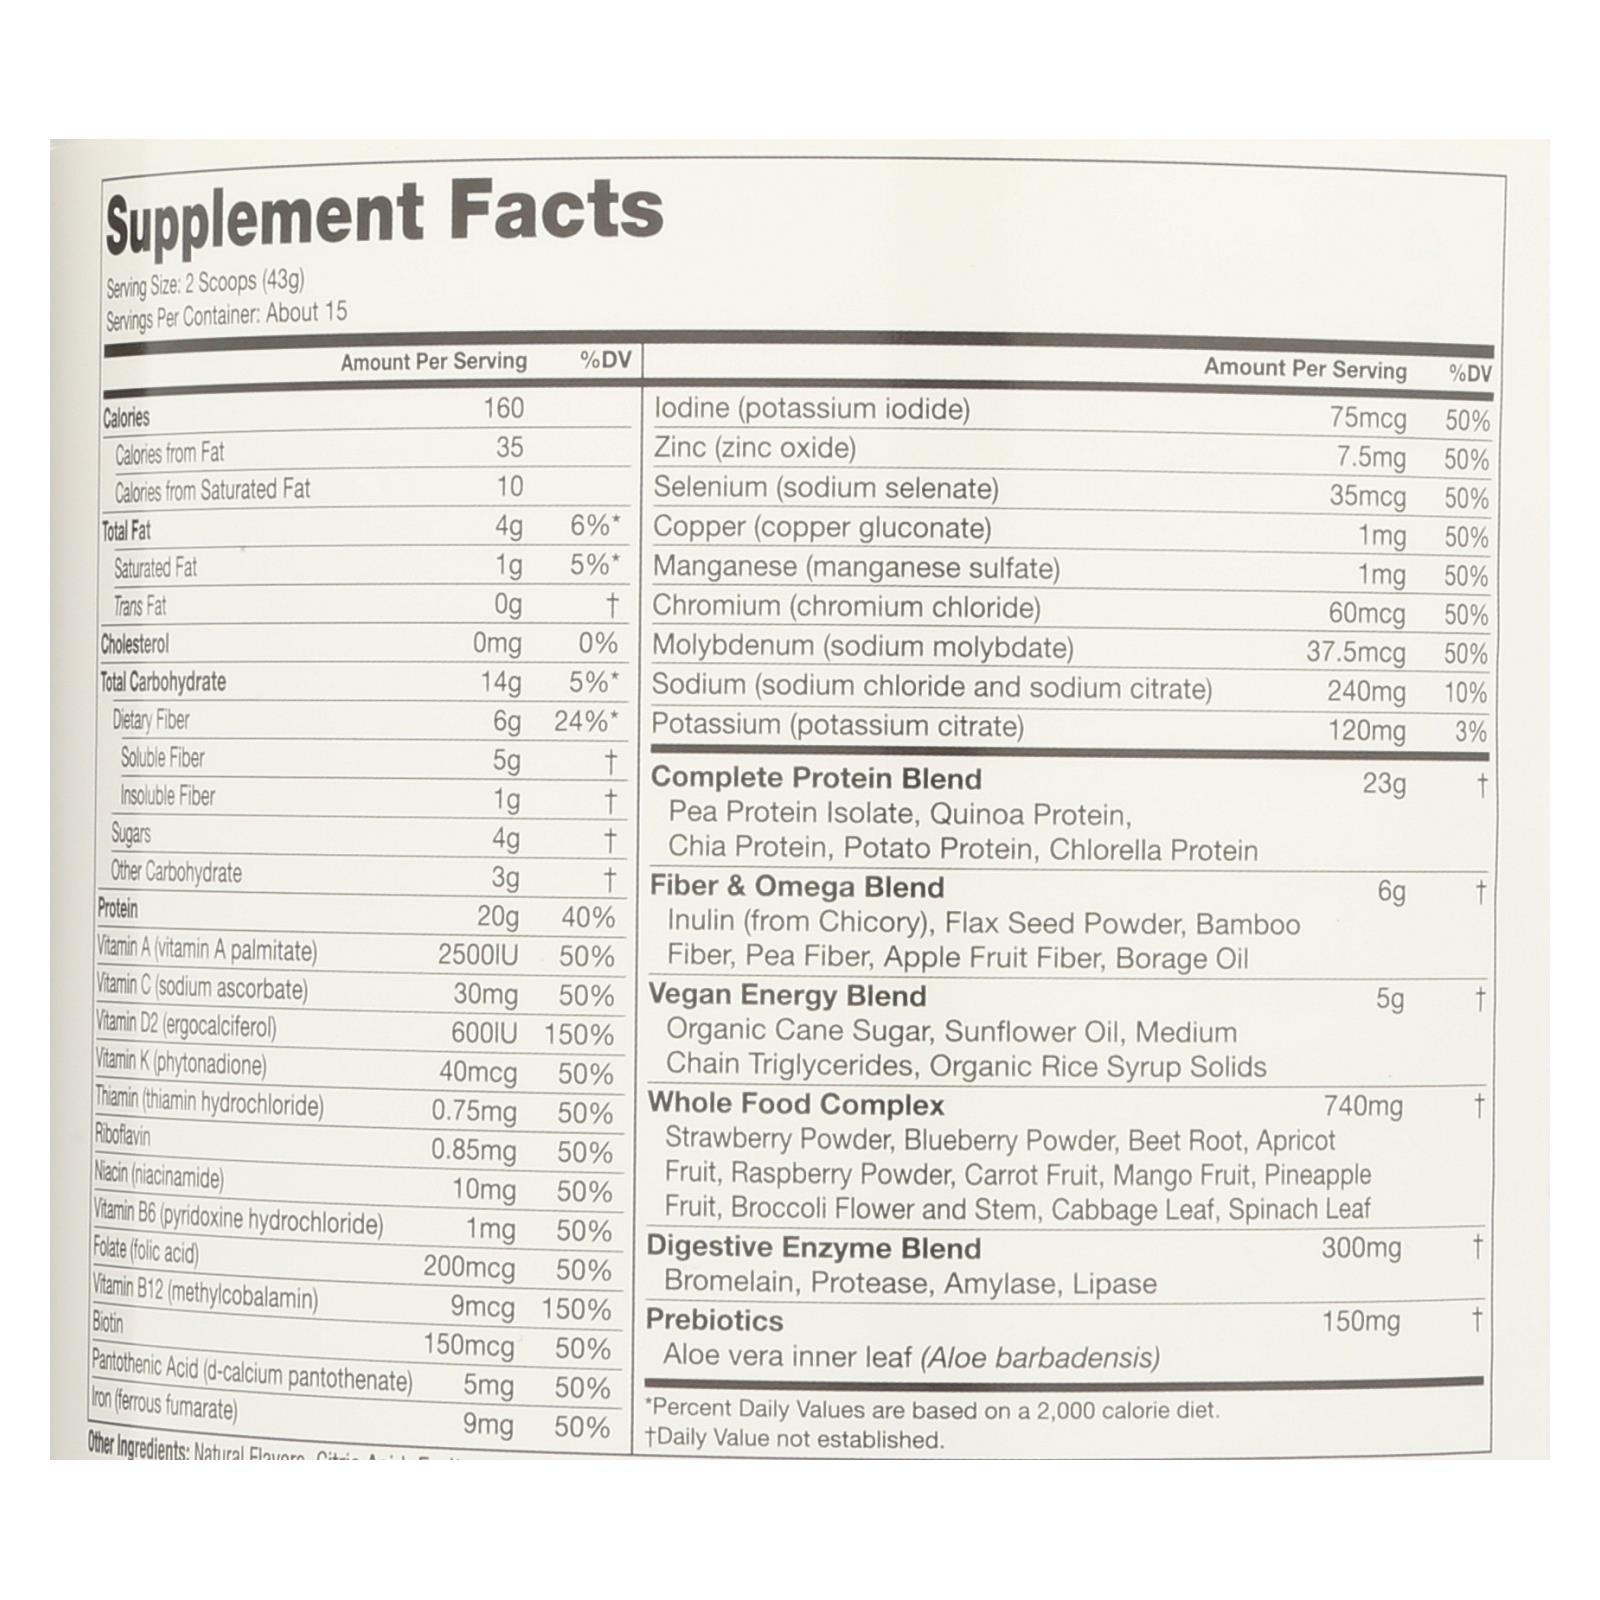 Supplement Facts
Serving Size: 2 Scoops (43g)
Servings Per Container: About 15
Amount Per Serving %DV
Calories 160
Calories from Fat 35
Calories from Saturated Fat 10
Total Fat 4g 6%*
Saturated Fat 1g 5%*
Trans Fat 0g †
Cholesterol 0mg 0%
Total Carbohydrate 14g 5%*
Dietary Fiber 6g 24%*
Soluble Fiber 5g †
Insoluble Fiber 1g †
Sugars 4g †
Other Carbohydrate 3g †
Protein 20g 40%
Vitamin A (vitamin A palmitate) 2500IU 50%
Vitamin C (sodium ascorbate) 30mg 50%
Vitamin D2 (ergocalciferol) 600IU 150%
Vitamin K (phytonadione) 40mcg 50%
Thiamin (thiamin hydrochloride) 0.75mg 50%
Riboflavin 0.85mg 50%
Niacin (niacinamide) 10mg 50%
Vitamin B6 (pyridoxine hydrochloride) 1mg 50%
Folate (folic acid) 200mcg 50%
Vitamin B12 (methylcobalamin) 9mcg 150%
Biotin 150mcg 50%
Pantothenic Acid (d-calcium pantothenate) 5mg 50%
Iron (ferrous fumarate) 9mg 50%
Other Ingredients: Natural Flavors,
Amount Per Serving %DV
Iodine (potassium iodide) 75mcg 50%
Zinc (zinc oxide) 7.5mg 50%
Selenium (sodium selenate) 35mcg 50%
Copper (copper gluconate) 1mg 50%
Manganese (manganese sulfate) 1mg 50%
Chromium (chromium chloride) 60mcg 50%
Molybdenum (sodium molybdate) 37.5mcg 50%
Sodium (sodium chloride and sodium citrate) 240mg 10%
Potassium (potassium citrate) 120mg 3%
Complete Protein Blend 23g †
Pea Protein Isolate, Quinoa Protein,
Chia Protein, Potato Protein, Chlorella Protein
Fiber & Omega Blend 6g †
Inulin (from Chicory), Flax Seed Powder, Bamboo
Fiber, Pea Fiber, Apple Fruit Fiber, Borage Oil
Vegan Energy Blend 5g †
Organic Cane Sugar, Sunflower Oil, Medium
Chain Triglycerides, Organic Rice Syrup Solids
Whole Food Complex 740mg †
Strawberry Powder, Blueberry Powder, Beet Root, Apricot
Fruit, Raspberry Powder, Carrot Fruit, Mango Fruit, Pineapple
Fruit, Broccoli Flower and Stem, Cabbage Leaf, Spinach Leaf
Digestive Enzyme Blend 300mg †
Bromelain, Protease, Amylase, Lipase
Prebiotics 150mg †
Aloe vera inner leaf (Aloe barbadensis)
*Percent Daily Values are based on a 2,000 calorie diet.
†Daily Value not established.